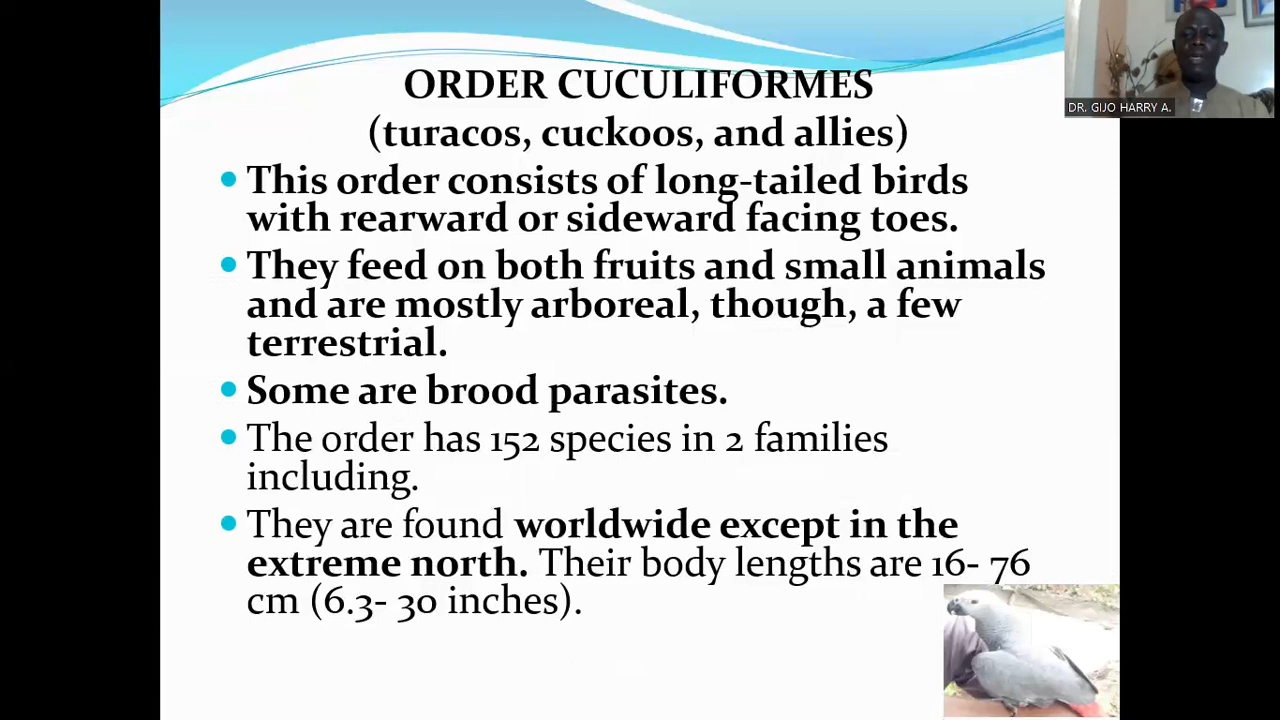 ORDER CUCULIFORMES
(turacos, cuckoos, and allies)
DR. GIJO HARRY A.
• This order consists of long-tailed birds
with rearward or sideward facing toes.
• They feed on both fruits and small animals
and are mostly arboreal, though, a few
terrestrial.
• Some are brood parasites.
• The order has 152 species in 2 families
including.
• They are found worldwide except in the
extreme north. Their body lengths are 16- 76
cm (6.3- 30 inches).